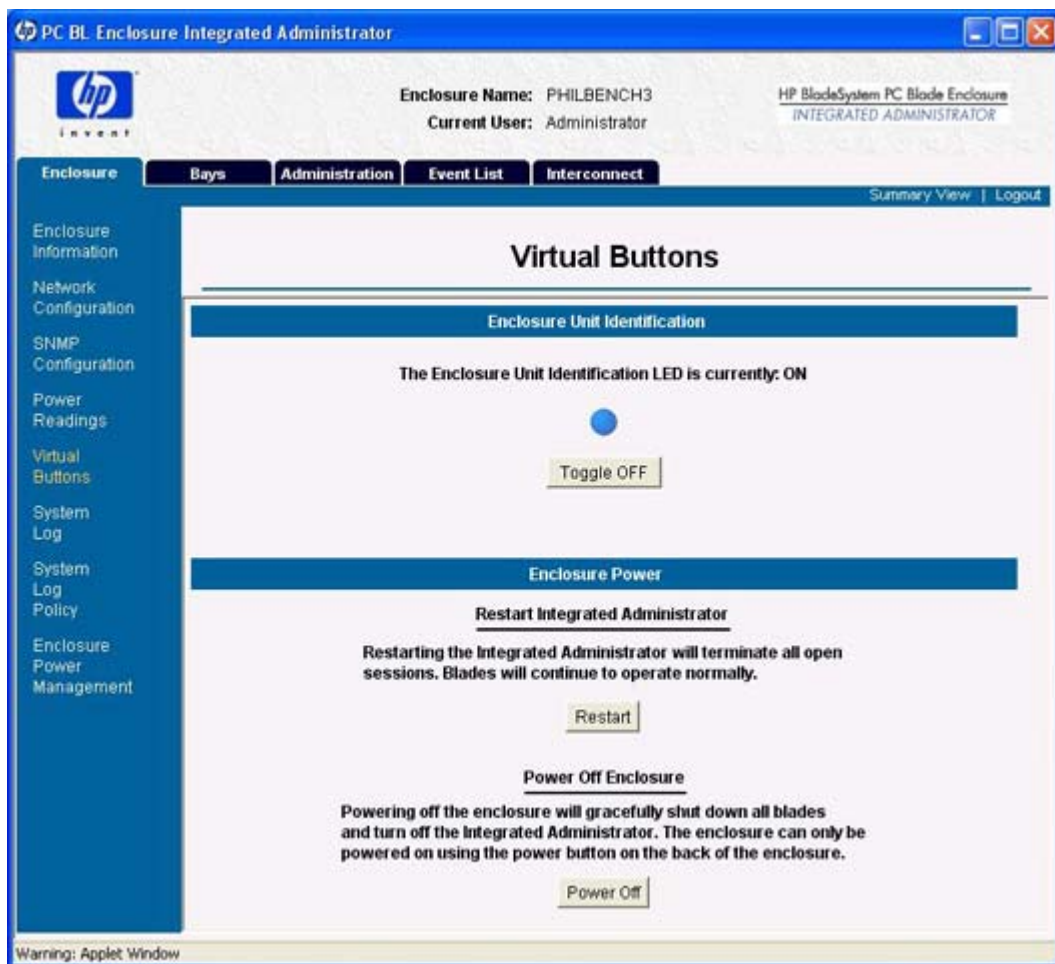 PC BL Enclosure Integrated Administrator
hp
invent
Enclosure Name: PHILBENCH3
Current User: Administrator
HP BladeSystem PC Blade Enclosure
INTEGRATED ADMINISTRATOR
Enclosure Bays Administration Event List Interconnect
Summary View | Logout
Enclosure
Information
Network
Configuration
SNMP
Configuration
Power
Readings
Virtual
Buttons
System
Log
System
Log
Policy
Enclosure
Power
Management
Virtual Buttons
Enclosure Unit Identification
The Enclosure Unit Identification LED is currently: ON
Toggle OFF
Enclosure Power
Restart Integrated Administrator
Restarting the Integrated Administrator will terminate all open
sessions. Blades will continue to operate normally.
Restart
Power Off Enclosure
Powering off the enclosure will gracefully shut down all blades
and turn off the Integrated Administrator. The enclosure can only be
powered on using the power button on the back of the enclosure.
Power Off
Warning: Applet Window